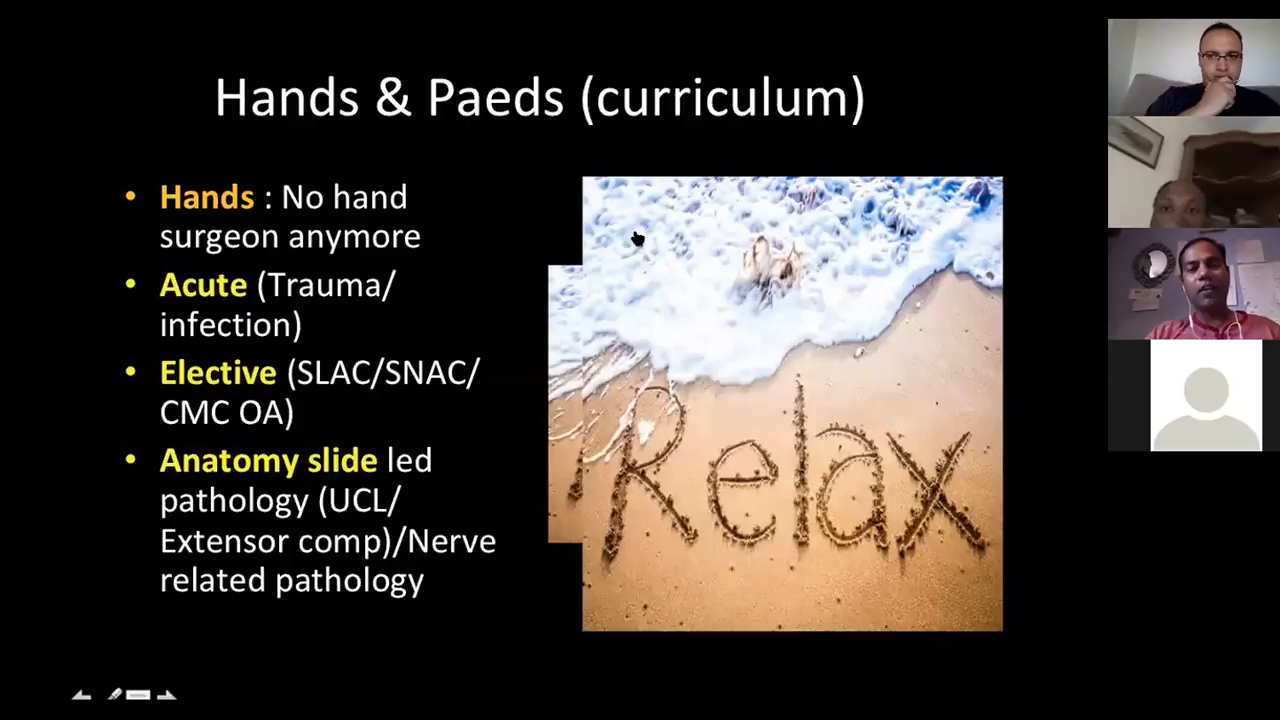 Hands & Paeds (curriculum)
• Hands : No hand
surgeon anymore
• Acute (Trauma/
infection)
• Elective (SLAC/SNAC/
CMC OA)
• Anatomy slide led
pathology (UCL/
Extensor comp)/Nerve
related pathology
Relax